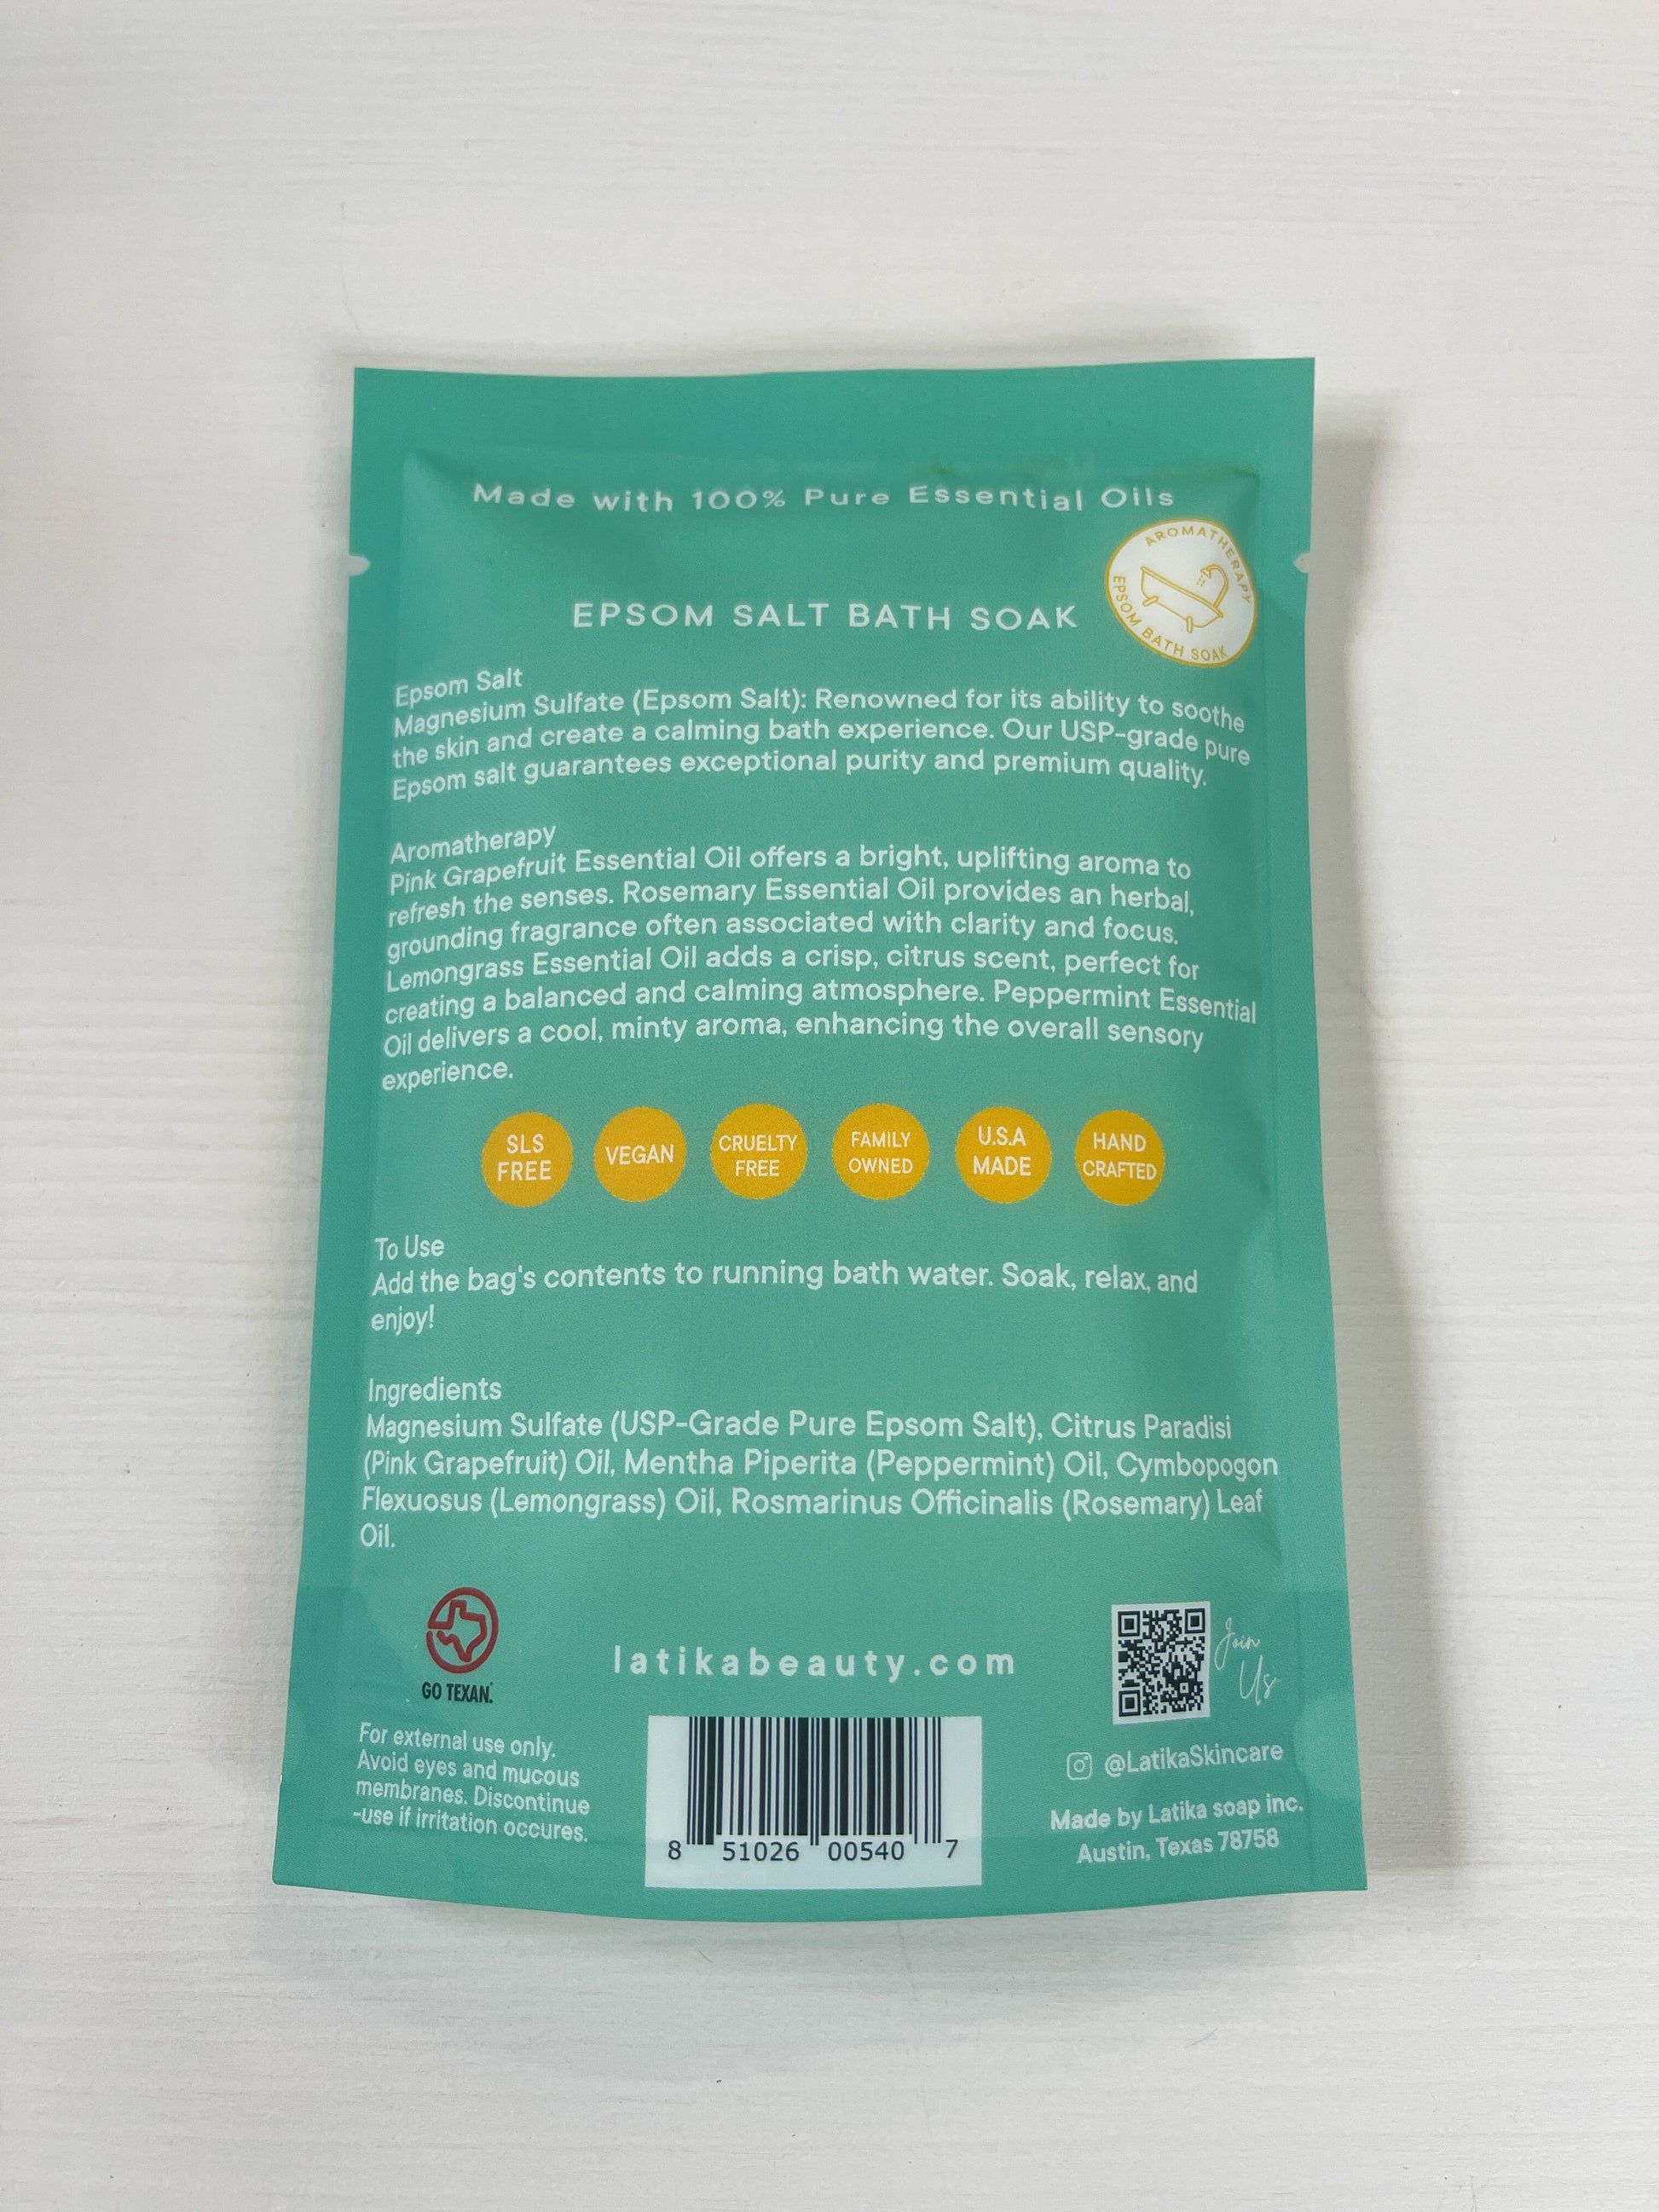 Made with 100% Pure Essential Oils
AROMATHERAPY
EPSOM BATH SOAK
EPSOM SALT BATH SOAK
Epsom Salt
Magnesium Sulfate (Epsom Salt): Renowned for its ability to soothe
the skin and create a calming bath experience. Our USP-grade pure
Epsom salt guarantees exceptional purity and premium quality.
Aromatherapy
Pink Grapefruit Essential Oil offers a bright, uplifting aroma to
refresh the senses. Rosemary Essential Oil provides an herbal,
grounding fragrance often associated with clarity and focus.
Lemongrass Essential Oil adds a crisp, citrus scent, perfect for
creating a balanced and calming atmosphere. Peppermint Essential
Oil delivers a cool, minty aroma, enhancing the overall sensory
experience.
SLS
FREE
VEGAN
CRUELTY
FREE
FAMILY
OWNED
U.S.A
MADE
HAND
CRAFTED
To Use
Add the bag's contents to running bath water. Soak, relax, and
enjoy!
Ingredients
Magnesium Sulfate (USP-Grade Pure Epsom Salt), Citrus Paradisi
(Pink Grapefruit) Oil, Mentha Piperita (Peppermint) Oil, Cymbopogon
Flexuosus (Lemongrass) Oil, Rosmarinus Officinalis (Rosemary) Leaf
Oil.
GO TEXAN.
latikabeauty.com
Join
Us
For external use only.
Avoid eyes and mucous
membranes. Discontinue
-use if irritation occures.
8 51026 00540 7
@LatikaSkincare
Made by Latika soap inc.
Austin, Texas 78758